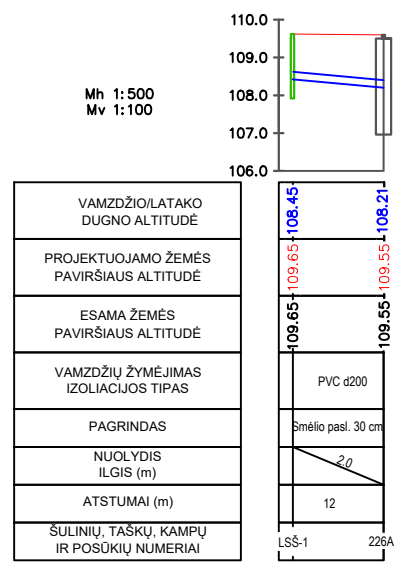 110.0
109.0
108.0
107.0
106.0
Mh 1:500
Mv 1:100
VAMZDŽIO/LATAKO
DUGNO ALTITUDĖ
108.45
108.21
PROJEKTUOJAMO ŽEMĖS
PAVIRŠIAUS ALTITUDĖ
109.65
109.55
ESAMA ŽEMĖS
PAVIRŠIAUS ALTITUDĖ
109.65
109.55
VAMZDŽIŲ ŽYMĖJIMAS
IZOLIACIJOS TIPAS
PVC d200
PAGRINDAS
Smėlio pasl. 30 cm
NUOLYDIS
ILGIS (m)
2.0
ATSTUMAI (m)
12
ŠULINIŲ, TAŠKŲ, KAMPŲ
IR POSŪKIŲ NUMERIAI
LSŠ-1
226A